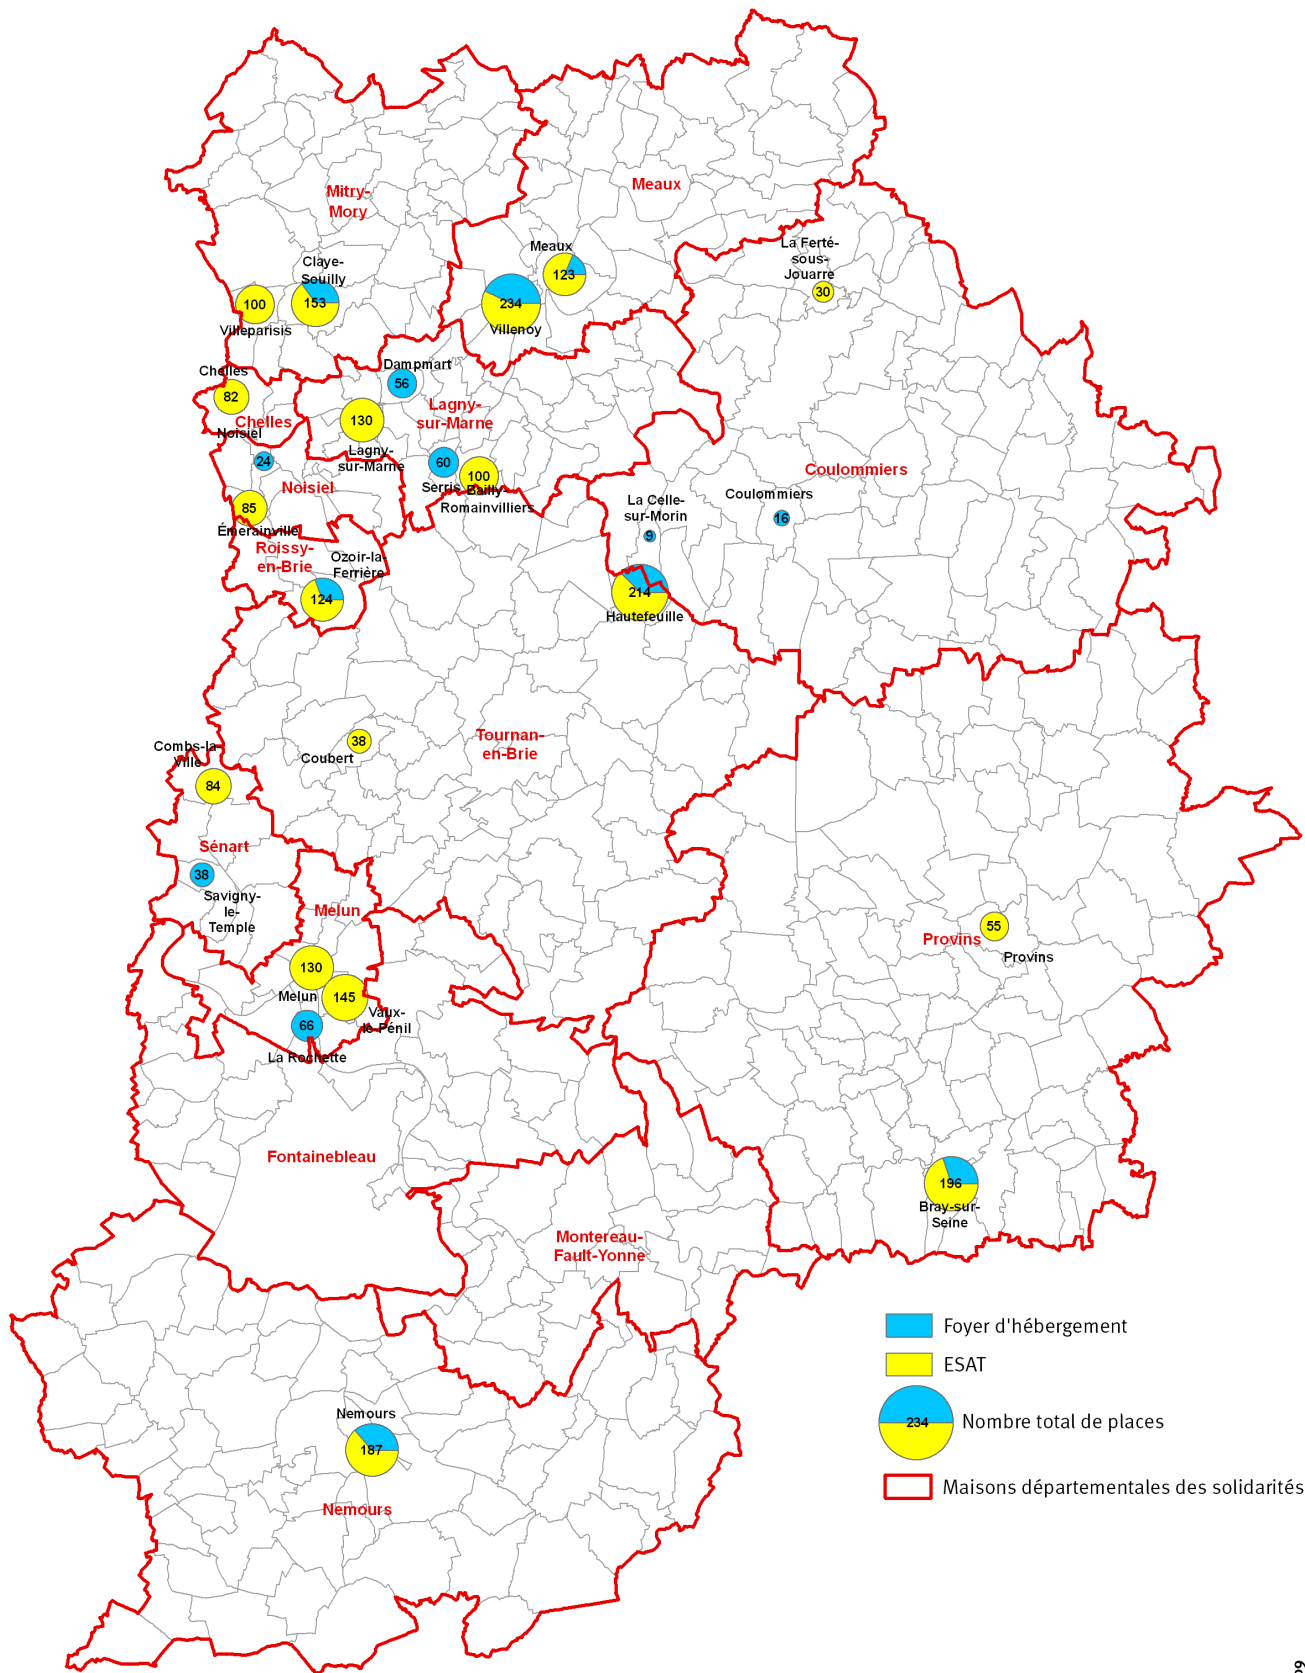 Mitry-
Mory
Meaux
Meaux
123
La Ferté-
sous-
Jouarre
30
Claye-
Souilly
153
100
Villeparisis
234
Villenoy
Chelles
82
Chelles
Dampmart
56
Lagny-
sur-Marne
130
Lagny-
sur-Marne
Noisiel
24
Noisiel
60
Serris
100
Bailly-
Romainvilliers
85
Émerainville
Roissy-
en-Brie
Ozoir-la-
Ferrière
124
Coulommiers
La Celle-
sur-Morin
9
Coulommiers
16
214
Hautefeuille
Tournan-
en-Brie
38
Coubert
Combs-la-
Ville
84
Sénart
38
Savigny-
le-
Temple
Melun
130
Melun
145
Vaux-
le-Pénil
66
La Rochette
Provins
55
Provins
Fontainebleau
196
Bray-sur-
Seine
Montereau-
Fault-Yonne
Nemours
187
Nemours
Foyer d'hébergement
ESAT
234
Nombre total de places
Maisons départementales des solidarités